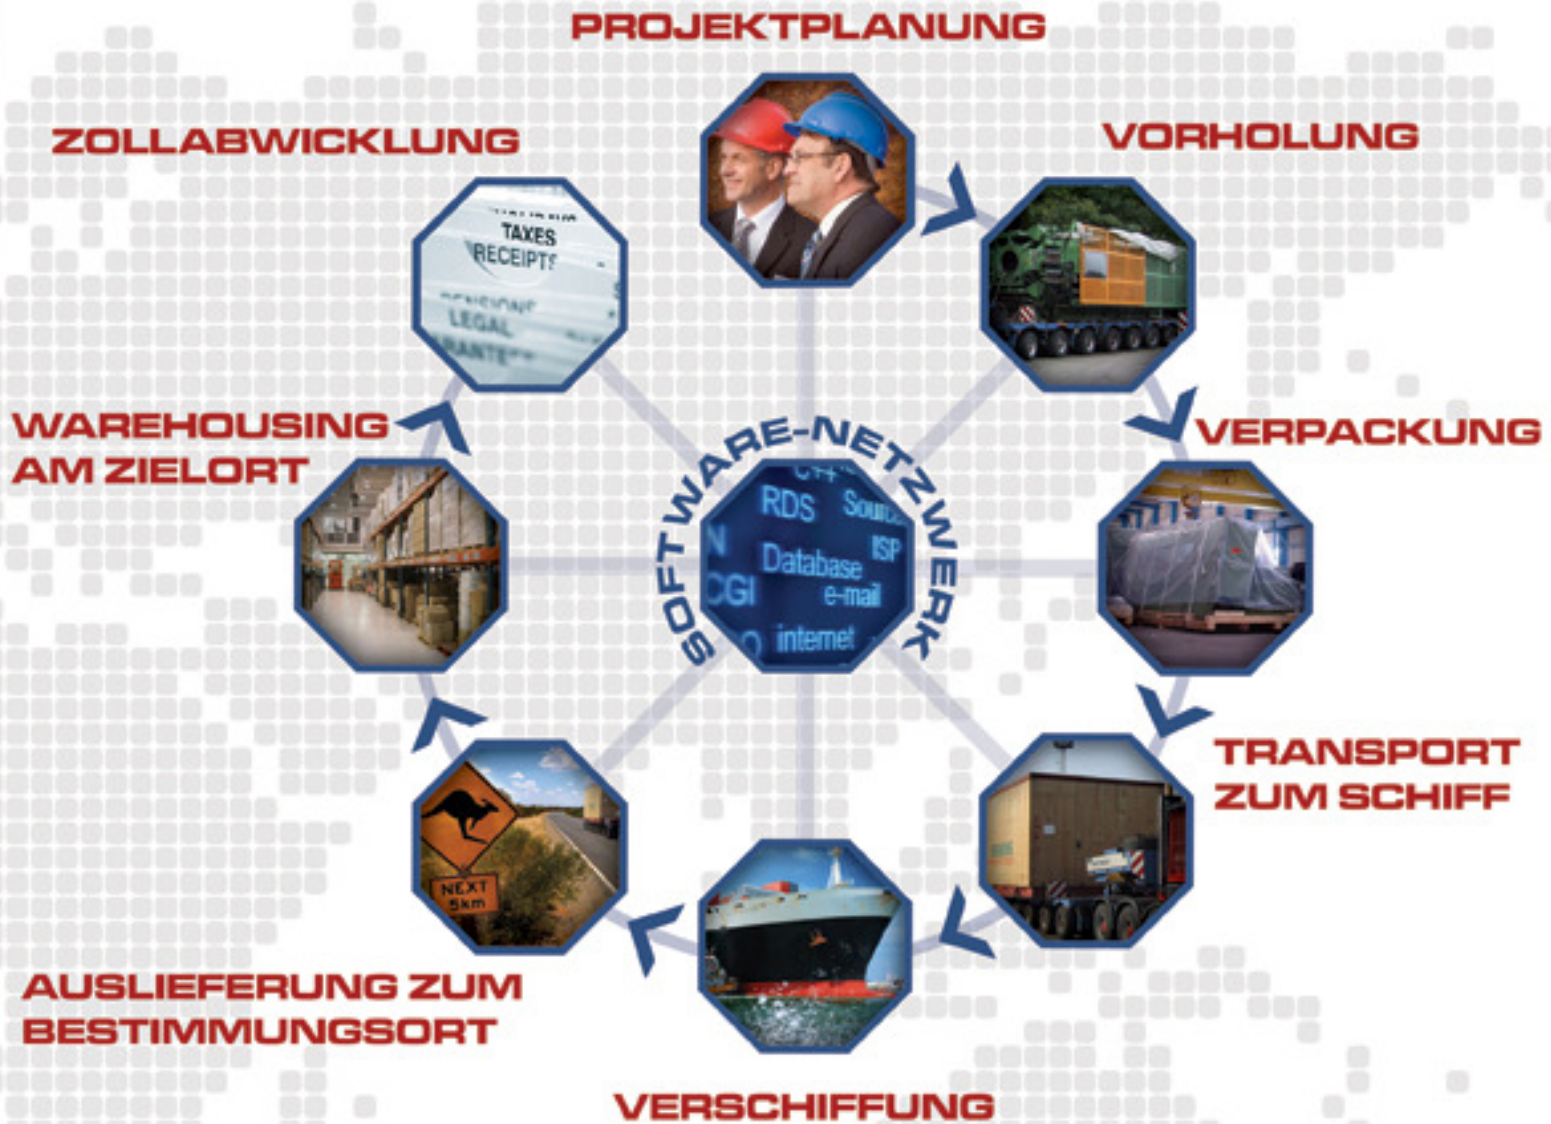 PROJEKTPLANUNG
VORHOLUNG
VERPACKUNG
TRANSPORT
ZUM SCHIFF
VERSCHIFFUNG
AUSLIEFERUNG ZUM
BESTIMMUNGSORT
WAREHOUSING
AM ZIELORT
ZOLLABWICKLUNG
TAXES
RECEIPTS
LEGAL
SOFTWARE-NETZWERK
C++
RDS
ISP
Database
CGI
e-mail
internet
NEXT
5km